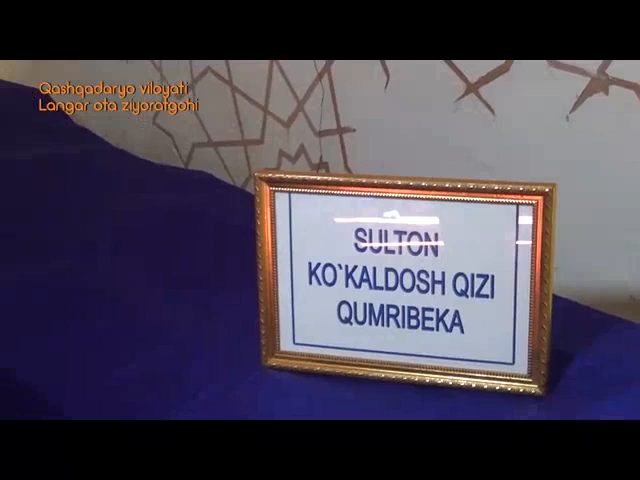 Qashqadaryo viloyati
Langar ota ziyoratgohi
SULTON
KO`KALDOSH QIZI
QUMRIBEKA